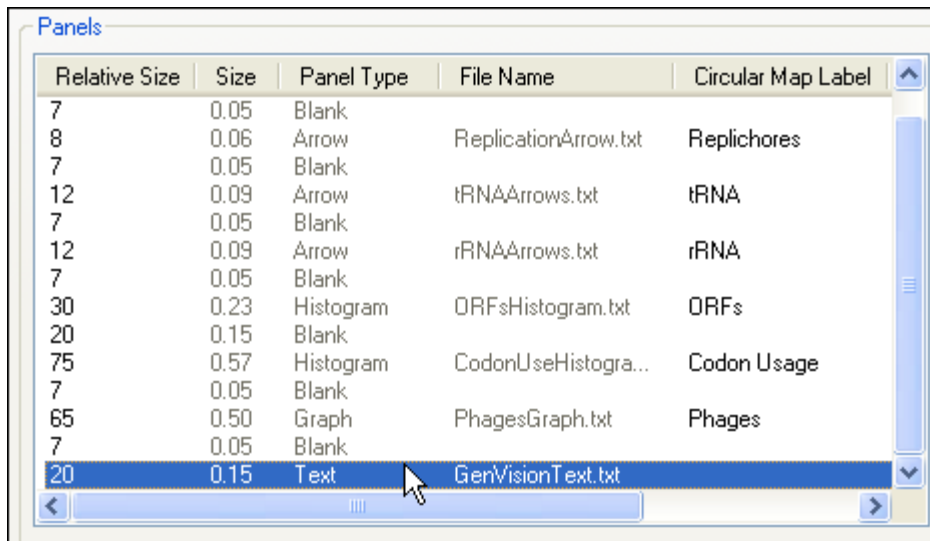 Panels
Relative Size Size Panel Type File Name Circular Map Label
7 0.05 Blank
8 0.06 Arrow ReplicationArrow.txt Replichores
7 0.05 Blank
12 0.09 Arrow tRNAArrows.txt tRNA
7 0.05 Blank
12 0.09 Arrow rRNAArrows.txt rRNA
7 0.05 Blank
30 0.23 Histogram ORFsHistogram.txt ORFs
20 0.15 Blank
75 0.57 Histogram CodonUseHistogra... Codon Usage
7 0.05 Blank
65 0.50 Graph PhagesGraph.txt Phages
7 0.05 Blank
20 0.15 Text GenVisionText.txt